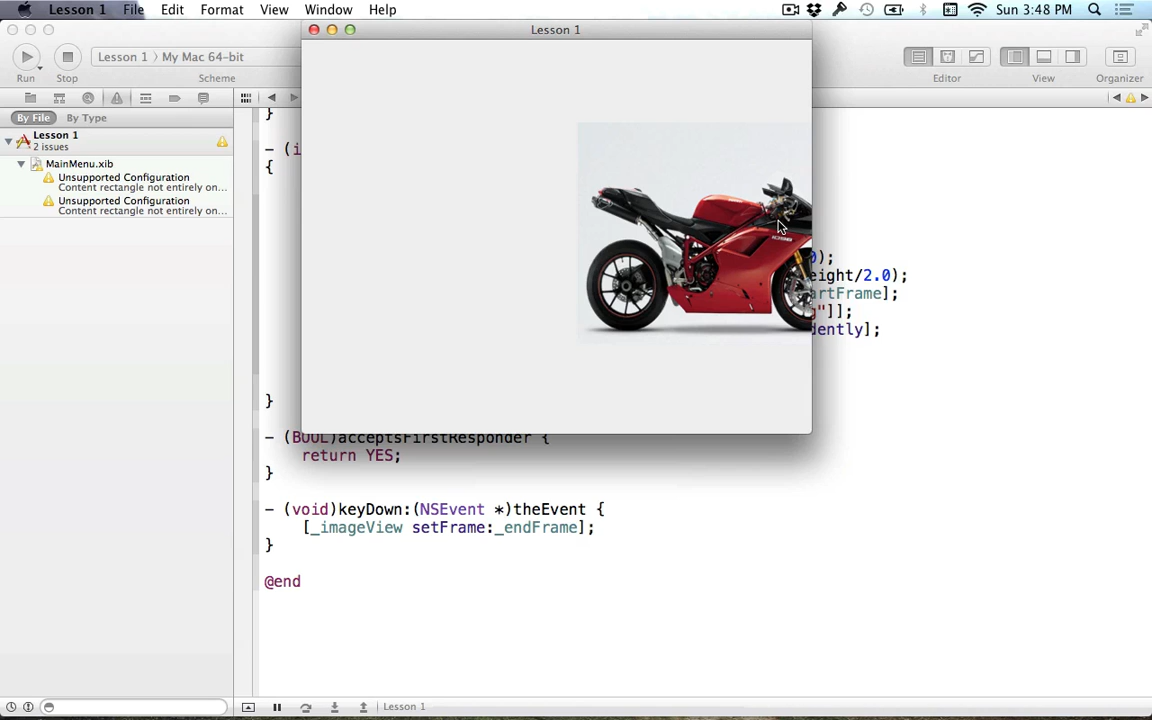 Lesson 1 File Edit Format View Window Help Sun 3:48 PM
Lesson 1
Lesson 1 〉 My Mac 64-bit
Run Stop Scheme Editor View Organizer
By File By Type
Lesson 1
2 issues
MainMenu.xib
Unsupported Configuration
Content rectangle not entirely on...
Unsupported Configuration
Content rectangle not entirely on...
}
- (i
{
0);
eight/2.0);
artFrame];
g"]];
dently];
}
- (BOOL)acceptsFirstResponder {
return YES;
}
- (void)keyDown:(NSEvent *)theEvent {
[_imageView setFrame:_endFrame];
}
@end
Lesson 1